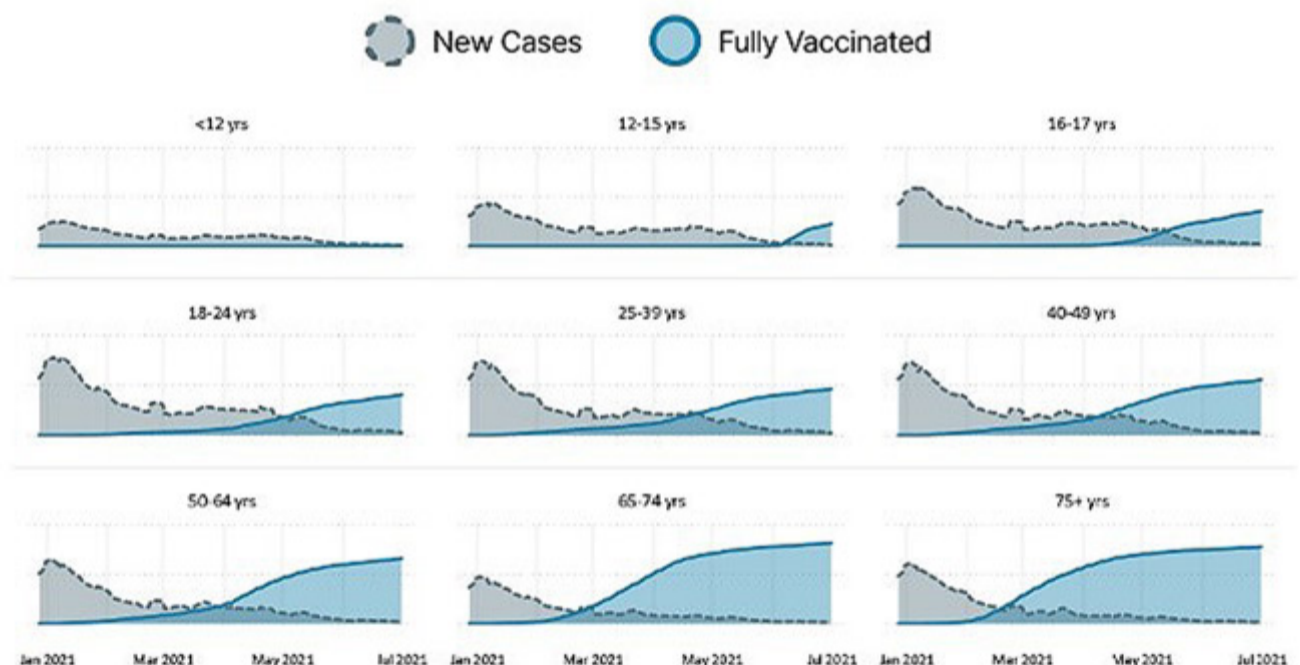 New Cases Fully Vaccinated
<12 yrs 12-15 yrs 16-17 yrs
18-24 yrs 25-39 yrs 40-49 yrs
50-64 yrs 65-74 yrs 75+ yrs
Jan 2021 Mar 2021 May 2021 Jul 2021 Jan 2021 Mar 2021 May 2021 Jul 2021 Jan 2021 Mar 2021 May 2021 Jul 2021